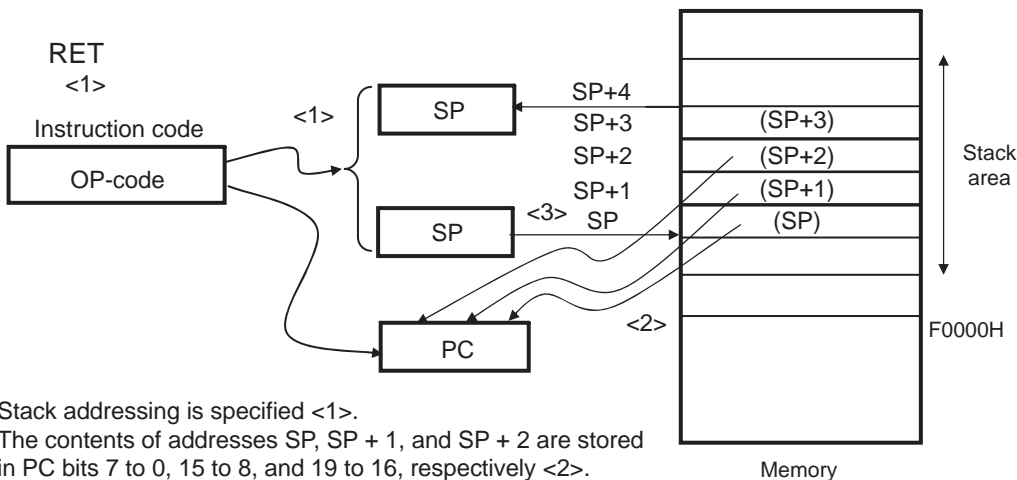 RET
<1>
Instruction code
OP-code
<1>
SP
SP
<3>
PC
SP+4
SP+3
SP+2
SP+1
SP
<2>
(SP+3)
(SP+2)
(SP+1)
(SP)
Stack
area
F0000H
Memory
Stack addressing is specified <1>.
The contents of addresses SP, SP + 1, and SP + 2 are stored
in PC bits 7 to 0, 15 to 8, and 19 to 16, respectively <2>.